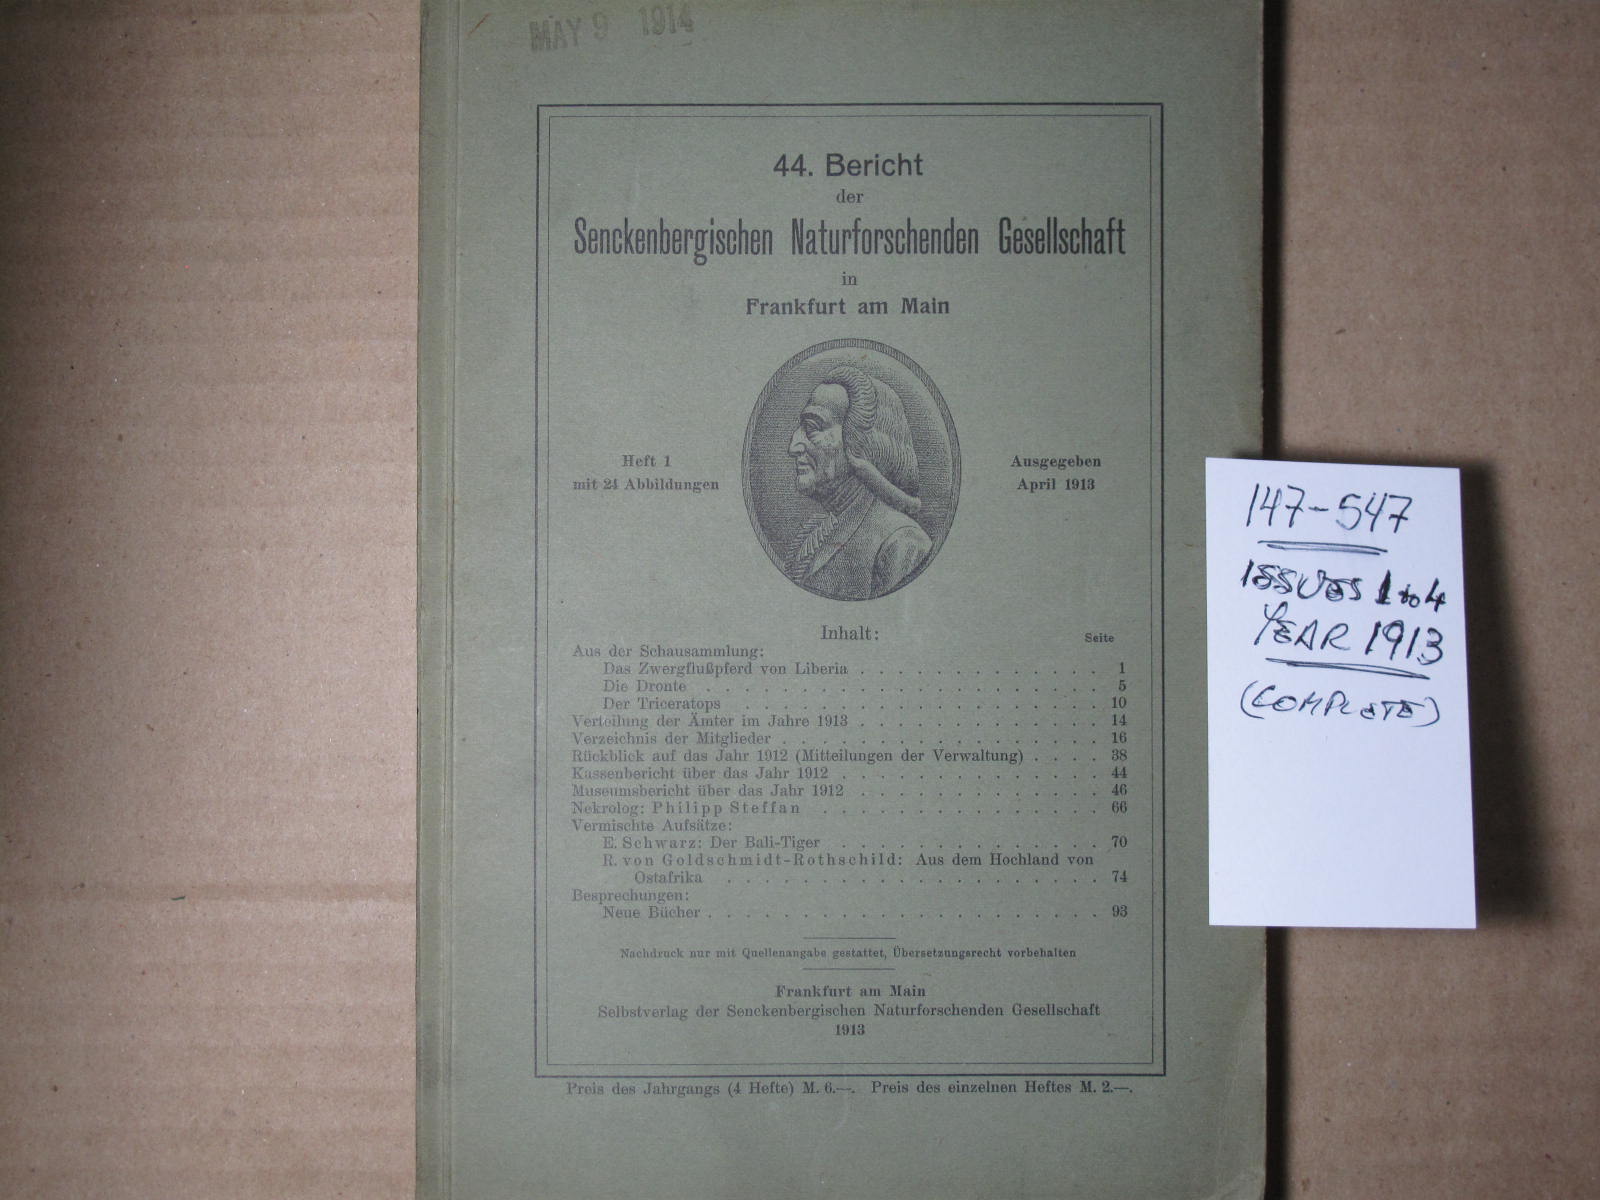 MAY 9 1914
44. Bericht
der
Senckenbergischen Naturforschenden Gesellschaft
in
Frankfurt am Main
Heft 1
mit 24 Abbildungen
Ausgegeben
April 1913
Inhalt:
Seite
Aus der Schausammlung:
Das Zwergflußpferd von Liberia . . . . . . . . . . . . . 1
Die Dronte . . . . . . . . . . . . . . . . . . . . . . 5
Der Triceratops . . . . . . . . . . . . . . . . . . . . 10
Verteilung der Ämter im Jahre 1913 . . . . . . . . . . . . . 14
Verzeichnis der Mitglieder . . . . . . . . . . . . . . . . . 16
Rückblick auf das Jahr 1912 (Mitteilungen der Verwaltung) . . . . 38
Kassenbericht über das Jahr 1912 . . . . . . . . . . . . . . 44
Museumsbericht über das Jahr 1912 . . . . . . . . . . . . . 46
Nekrolog: Philipp Steffan . . . . . . . . . . . . . . . 66
Vermischte Aufsätze:
E. Schwarz: Der Bali-Tiger . . . . . . . . . . . . . . 70
R. von Goldschmidt-Rothschild: Aus dem Hochland von
Ostafrika . . . . . . . . . . . . . . . . . . . . 74
Besprechungen:
Neue Bücher . . . . . . . . . . . . . . . . . . . . . 93
Nachdruck nur mit Quellenangabe gestattet, Übersetzungsrecht vorbehalten
Frankfurt am Main
Selbstverlag der Senckenbergischen Naturforschenden Gesellschaft
1913
Preis des Jahrgangs (4 Hefte) M. 6.—. Preis des einzelnen Heftes M. 2.—.
147-547
ISSUES 1 to 4
YEAR 1913
(COMPLETE)